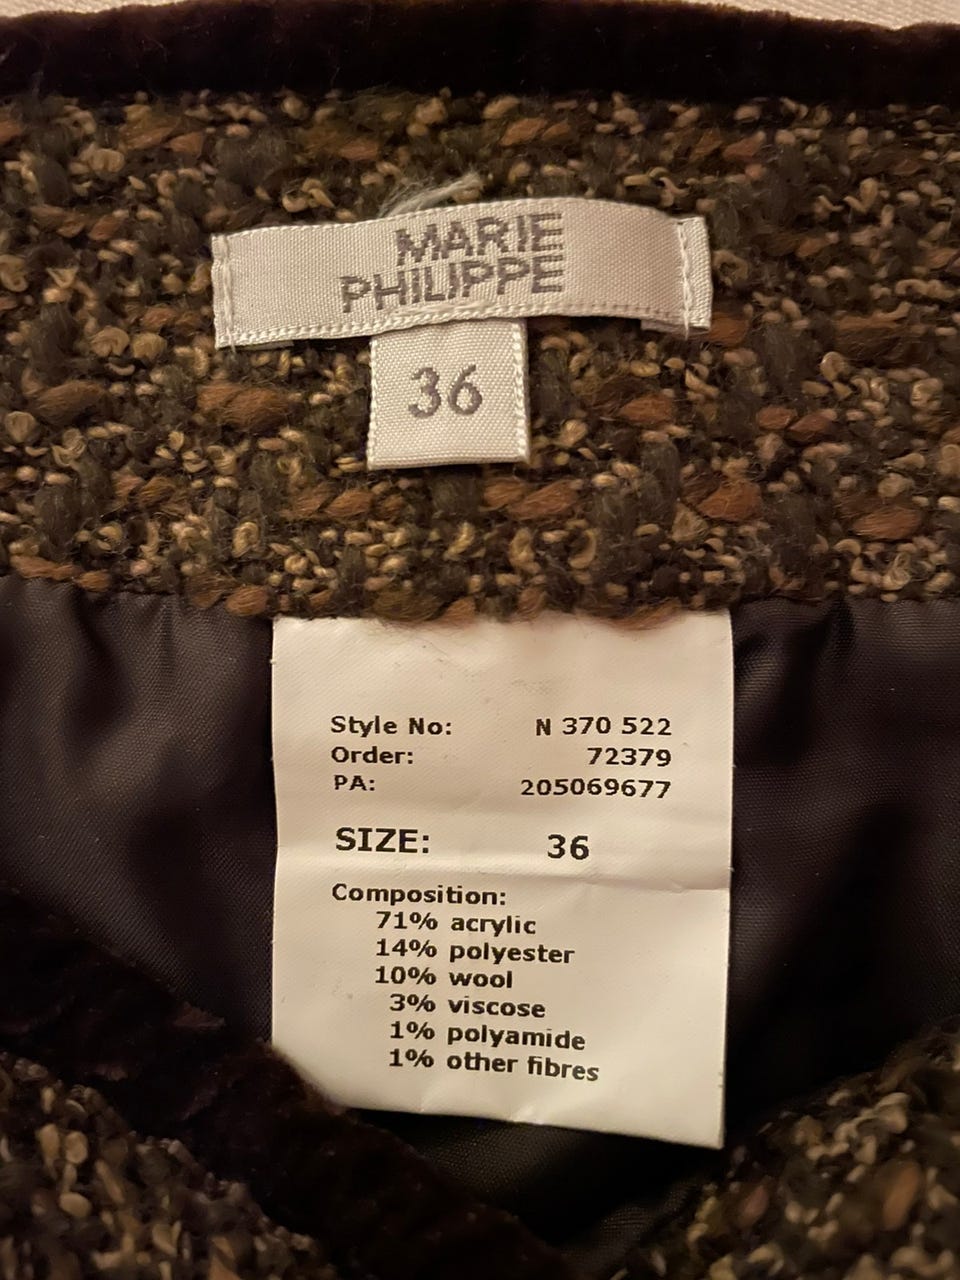 MARIE
PHILIPPE
36
Style No: N 370 522
Order: 72379
PA: 205069677
SIZE: 36
Composition:
71% acrylic
14% polyester
10% wool
3% viscose
1% polyamide
1% other fibres